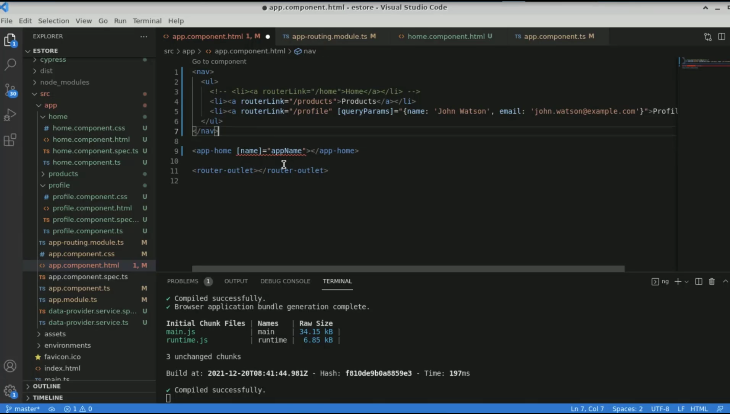 app.component.html - estore - Visual Studio Code
File Edit Selection View Go Run Terminal Help
EXPLORER ···
app.component.html 1, M ●
app-routing.module.ts M
home.component.html U
app.component.ts M
src > app > app.component.html > nav
ESTORE
cypress
dist
node_modules
src
app
home
home.component.css U
home.component.html U
home.component.spec.ts U
home.component.ts U
products
profile
profile.component.css U
profile.component.html U
profile.component.spec... U
profile.component.ts U
app-routing.module.ts M
app.component.css M
app.component.html 1, M
app.component.spec.ts
app.component.ts M
app.module.ts M
data-provider.service.sp... U
data-provider.service.ts U
assets
environments
favicon.ico
index.html
main.ts
OUTLINE
TIMELINE
Go to component
1 <nav>
2 <ul>
3 <!-- <li><a routerLink="/home">Home</a></li> -->
4 <li><a routerLink="/products">Products</a></li>
5 <li><a routerLink="/profile" [queryParams]="{name: 'John Watson', email: 'john.watson@example.com'}">Profil
6 </ul>
7 </nav>
8
9 <app-home [name]="appName"></app-home>
10
11 <router-outlet></router-outlet>
12
PROBLEMS 1 OUTPUT DEBUG CONSOLE TERMINAL
ng
✔ Compiled successfully.
✔ Browser application bundle generation complete.
Initial Chunk Files | Names | Raw Size
main.js | main | 34.15 kB |
runtime.js | runtime | 6.85 kB |
3 unchanged chunks
Build at: 2021-12-20T08:41:44.981Z - Hash: f810de9b0a8859e3 - Time: 197ms
✔ Compiled successfully.
master* 1 0
Ln 7, Col 7 Spaces: 2 UTF-8 LF HTML